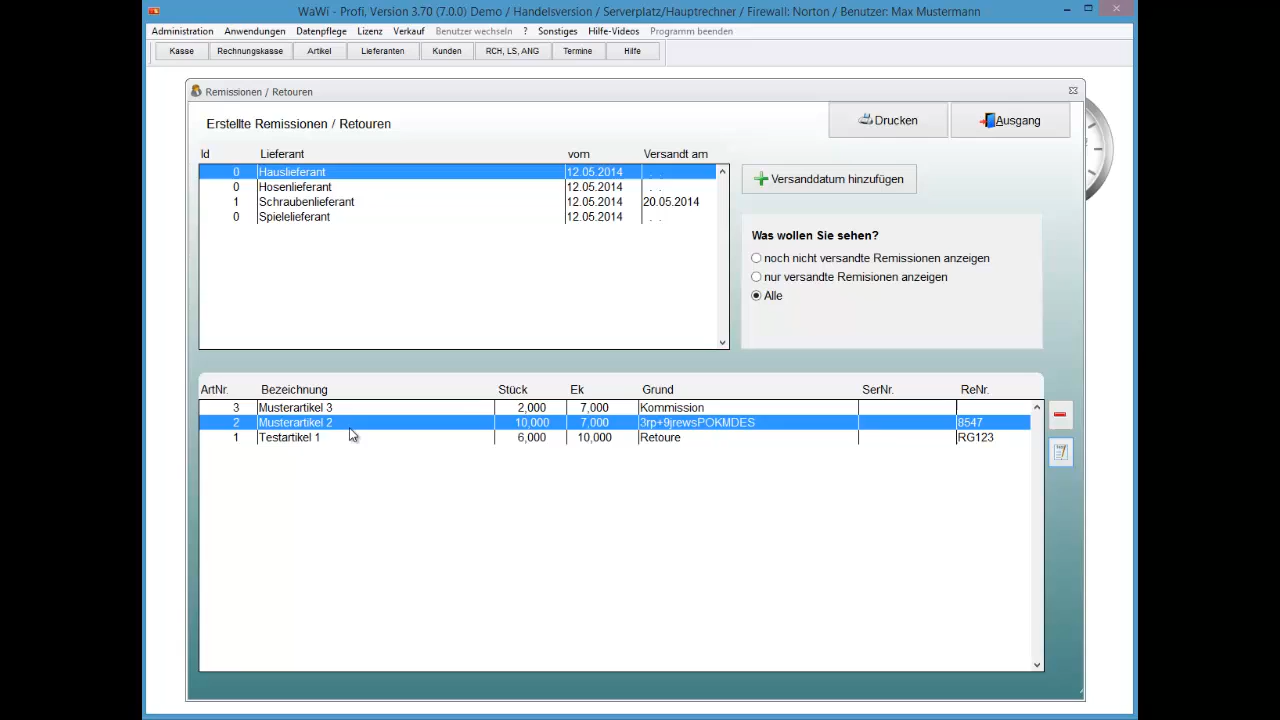 WaWi - Profi, Version 3.70 (7.0.0) Demo / Handelsversion / Serverplatz/Hauptrechner / Firewall: Norton / Benutzer: Max Mustermann
Administration Anwendungen Datenpflege Lizenz Verkauf Benutzer wechseln ? Sonstiges Hilfe-Videos Programm beenden
Kasse Rechnungskasse Artikel Lieferanten Kunden RCH, LS, ANG Termine Hilfe
Remissionen / Retouren
Erstellte Remissionen / Retouren
Drucken Ausgang
Id Lieferant vom Versandt am
0 Hauslieferant 12.05.2014 . .
0 Hosenlieferant 12.05.2014 . .
1 Schraubenlieferant 12.05.2014 20.05.2014
0 Spielelieferant 12.05.2014 . .
Versanddatum hinzufügen
Was wollen Sie sehen?
noch nicht versandte Remissionen anzeigen
nur versandte Remisionen anzeigen
Alle
ArtNr. Bezeichnung Stück Ek Grund SerNr. ReNr.
3 Musterartikel 3 2,000 7,000 Kommission
2 Musterartikel 2 10,000 7,000 3rp+9jrewsPOKMDES 8547
1 Testartikel 1 6,000 10,000 Retoure RG123